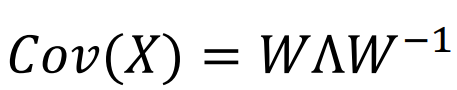 Cov(X) = WΛW⁻¹